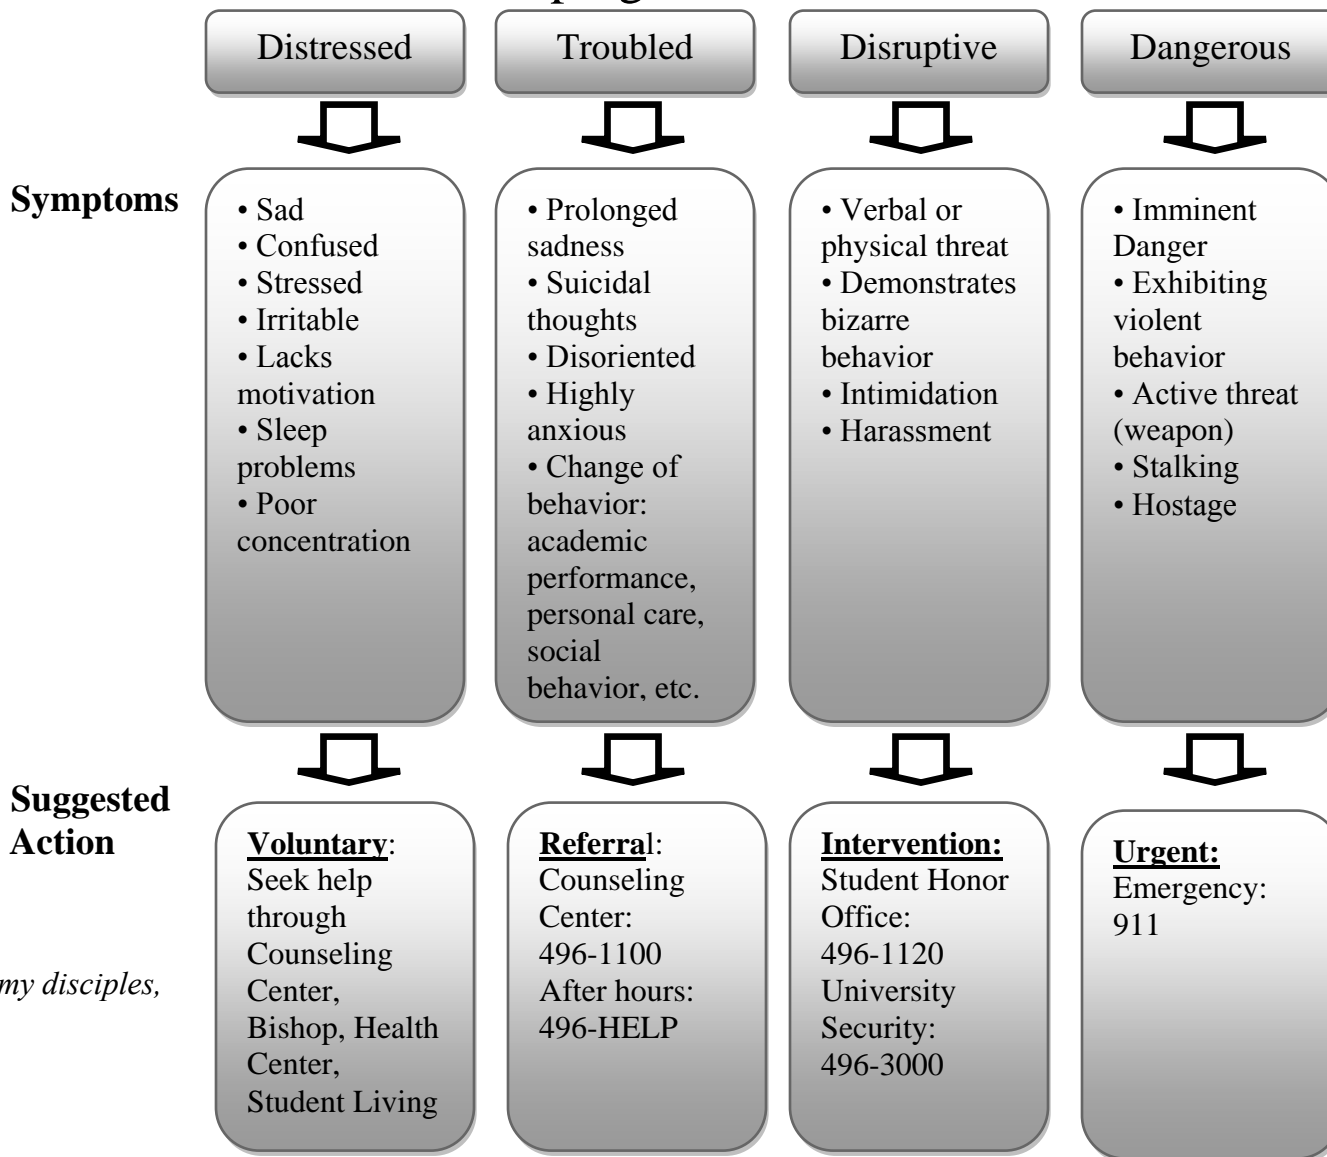 Distressed
Troubled
Disruptive
Dangerous
Symptoms
• Sad
• Confused
• Stressed
• Irritable
• Lacks
motivation
• Sleep
problems
• Poor
concentration
• Prolonged
sadness
• Suicidal
thoughts
• Disoriented
• Highly
anxious
• Change of
behavior:
academic
performance,
personal care,
social
behavior, etc.
• Verbal or
physical threat
• Demonstrates
bizarre
behavior
• Intimidation
• Harassment
• Imminent
Danger
• Exhibiting
violent
behavior
• Active threat
(weapon)
• Stalking
• Hostage
Suggested
Action
my disciples,
Voluntary:
Seek help
through
Counseling
Center,
Bishop, Health
Center,
Student Living
Referral:
Counseling
Center:
496-1100
After hours:
496-HELP
Intervention:
Student Honor
Office:
496-1120
University
Security:
496-3000
Urgent:
Emergency:
911